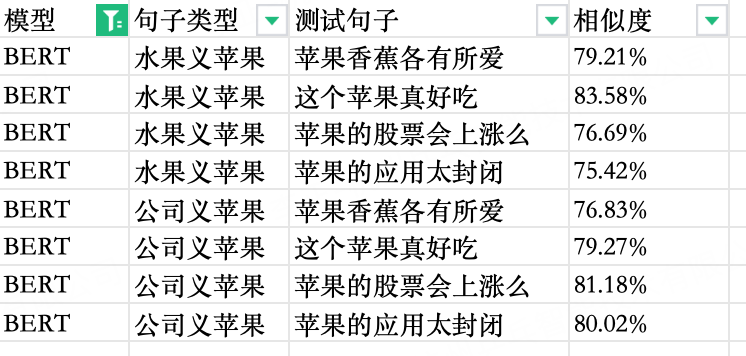 模型 句子类型 测试句子 相似度
BERT 水果义苹果 苹果香蕉各有所爱 79.21%
BERT 水果义苹果 这个苹果真好吃 83.58%
BERT 水果义苹果 苹果的股票会上涨么 76.69%
BERT 水果义苹果 苹果的应用太封闭 75.42%
BERT 公司义苹果 苹果香蕉各有所爱 76.83%
BERT 公司义苹果 这个苹果真好吃 79.27%
BERT 公司义苹果 苹果的股票会上涨么 81.18%
BERT 公司义苹果 苹果的应用太封闭 80.02%